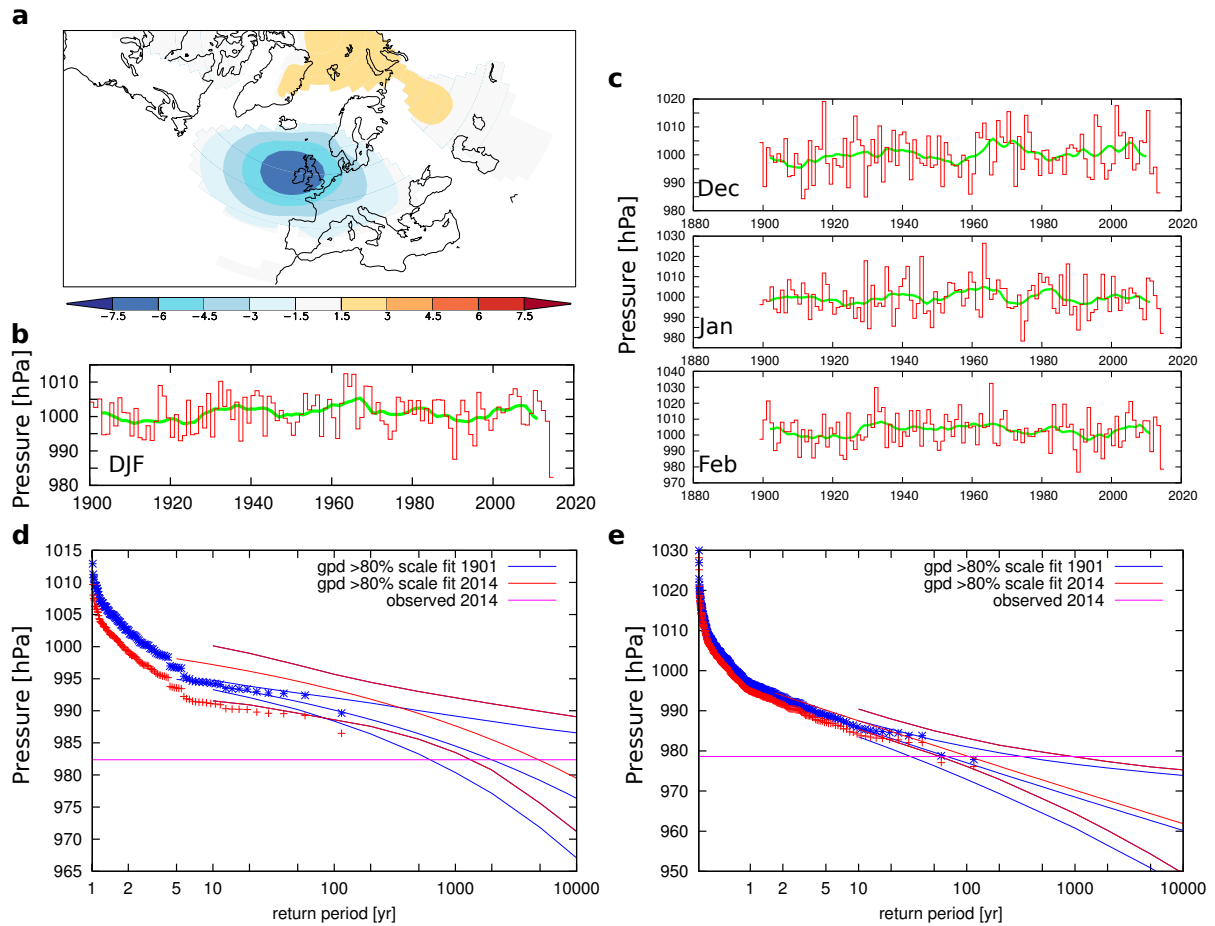 a
−7.5 −6 −4.5 −3 −1.5 1.5 3 4.5 6 7.5
b
Pressure [hPa]
1010
1000
990
980
DJF
1900 1920 1940 1960 1980 2000 2020
c
Pressure [hPa]
1020
1010
1000
990
980
Dec
1880 1900 1920 1940 1960 1980 2000 2020
1030
1020
1010
1000
990
980
Jan
1880 1900 1920 1940 1960 1980 2000 2020
1040
1030
1020
1010
1000
990
980
970
Feb
1880 1900 1920 1940 1960 1980 2000 2020
d
Pressure [hPa]
1015
1010
1005
1000
995
990
985
980
975
970
965
gpd >80% scale fit 1901
gpd >80% scale fit 2014
observed 2014
1 2 5 10 100 1000 10000
return period [yr]
e
Pressure [hPa]
1030
1020
1010
1000
990
980
970
960
950
gpd >80% scale fit 1901
gpd >80% scale fit 2014
observed 2014
1 2 5 10 100 1000 10000
return period [yr]